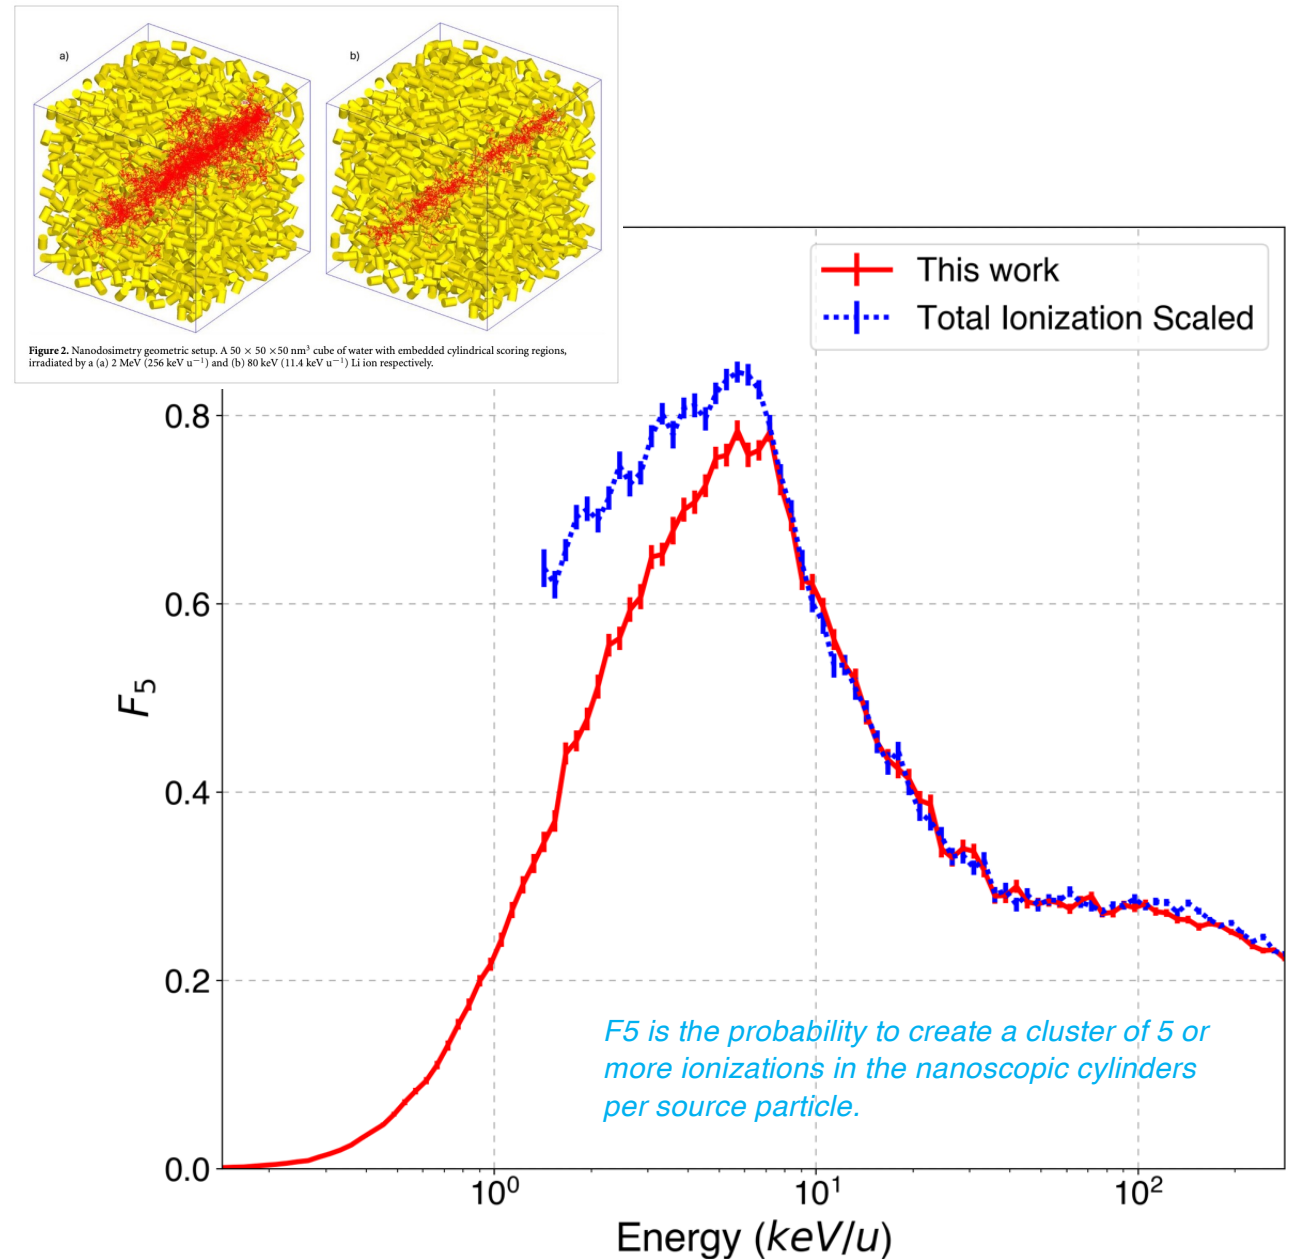 a)
b)
Figure 2. Nanodosimetry geometric setup. A 50 × 50 ×50 nm³ cube of water with embedded cylindrical scoring regions,
irradiated by a (a) 2 MeV (256 keV u⁻¹) and (b) 80 keV (11.4 keV u⁻¹) Li ion respectively.
This work
Total Ionization Scaled
0.8
0.6
0.4
0.2
0.0
F₅
F5 is the probability to create a cluster of 5 or
more ionizations in the nanoscopic cylinders
per source particle.
10⁰
10¹
10²
Energy (keV/u)